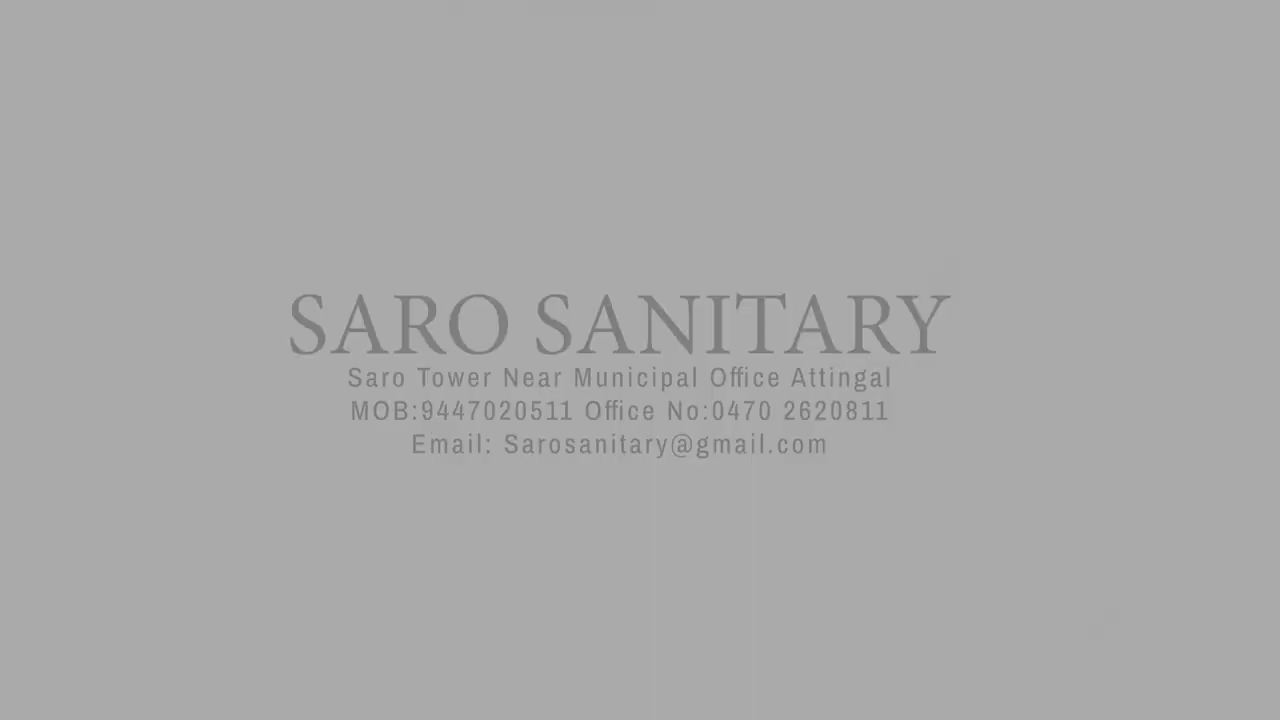 SARO SANITARY
Saro Tower Near Municipal Office Attingal
MOB:9447020511 Office No:0470 2620811
Email: Sarosanitary@gmail.com